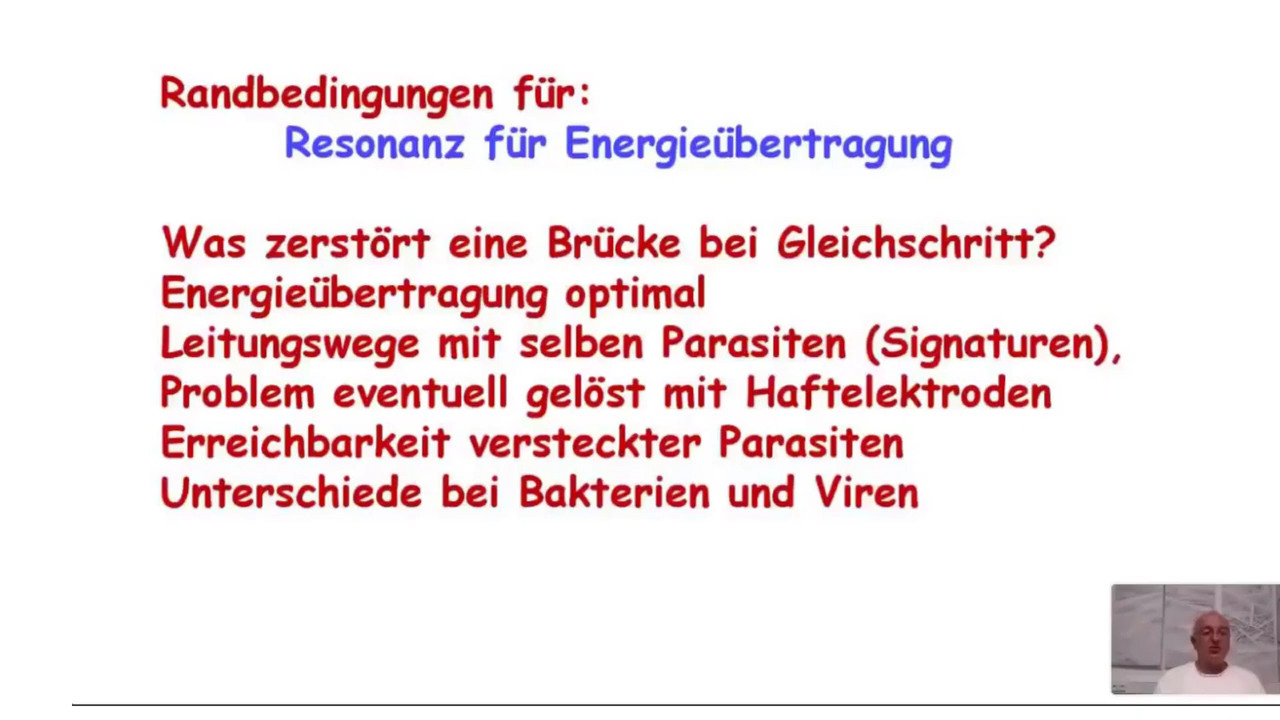 Randbedingungen für:
Resonanz für Energieübertragung
Was zerstört eine Brücke bei Gleichschritt?
Energieübertragung optimal
Leitungswege mit selben Parasiten (Signaturen),
Problem eventuell gelöst mit Haftelektroden
Erreichbarkeit versteckter Parasiten
Unterschiede bei Bakterien und Viren